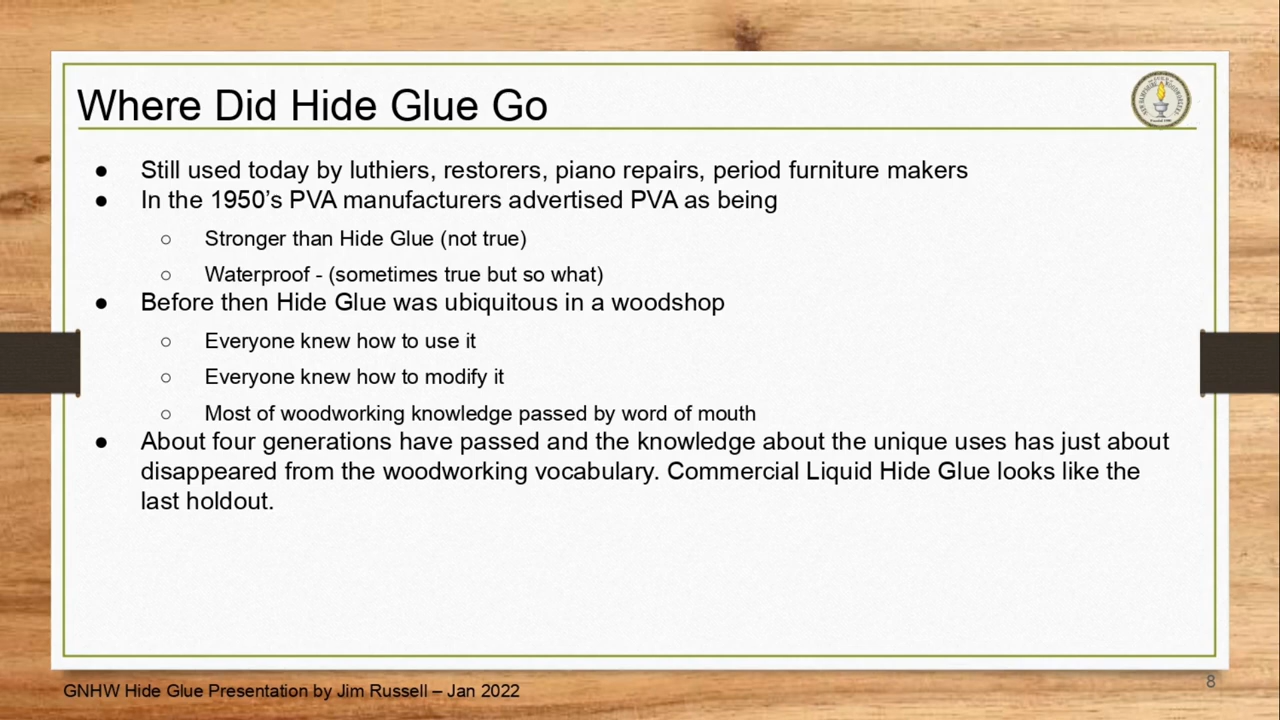 Where Did Hide Glue Go
● Still used today by luthiers, restorers, piano repairs, period furniture makers
● In the 1950’s PVA manufacturers advertised PVA as being
○ Stronger than Hide Glue (not true)
○ Waterproof - (sometimes true but so what)
● Before then Hide Glue was ubiquitous in a woodshop
○ Everyone knew how to use it
○ Everyone knew how to modify it
○ Most of woodworking knowledge passed by word of mouth
● About four generations have passed and the knowledge about the unique uses has just about
disappeared from the woodworking vocabulary. Commercial Liquid Hide Glue looks like the
last holdout.
GNHW Hide Glue Presentation by Jim Russell – Jan 2022
8